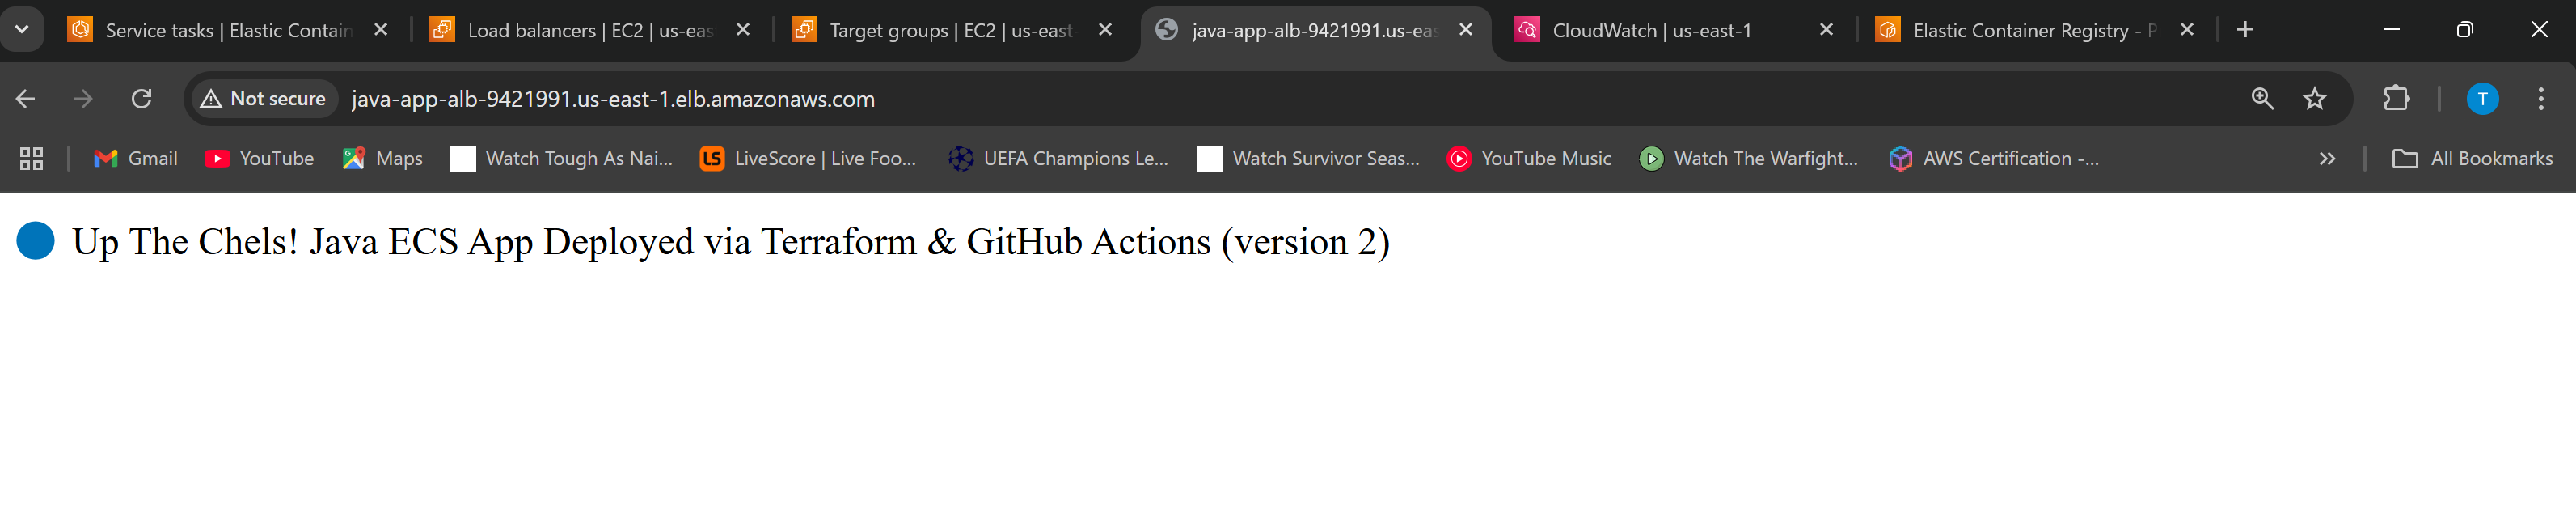 Service tasks | Elastic Contain
Load balancers | EC2 | us-eas
Target groups | EC2 | us-east-
java-app-alb-9421991.us-eas
CloudWatch | us-east-1
Elastic Container Registry - P
Not secure
java-app-alb-9421991.us-east-1.elb.amazonaws.com
T
Gmail
YouTube
Maps
Watch Tough As Nai...
LS
LiveScore | Live Foo...
UEFA Champions Le...
Watch Survivor Seas...
YouTube Music
Watch The Warfight...
AWS Certification -...
All Bookmarks
Up The Chels! Java ECS App Deployed via Terraform & GitHub Actions (version 2)